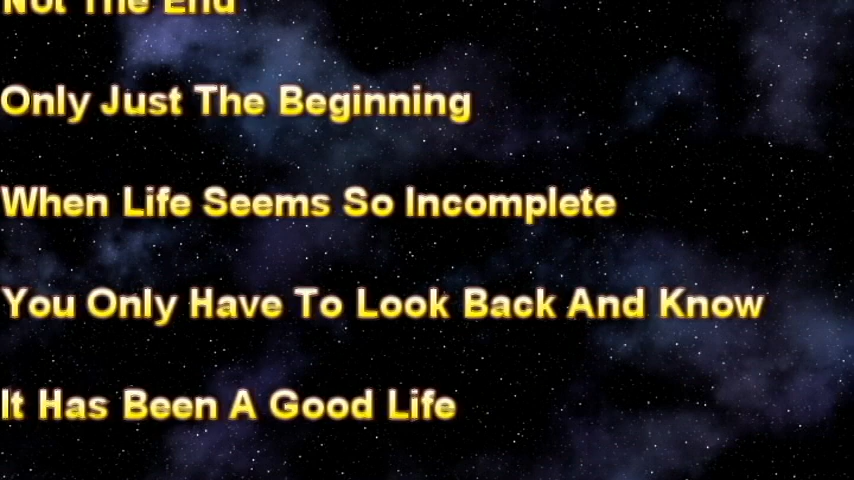 Not The End
Only Just The Beginning
When Life Seems So Incomplete
You Only Have To Look Back And Know
It Has Been A Good Life